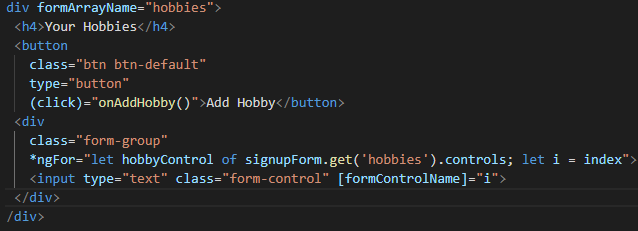 div formArrayName="hobbies">
<h4>Your Hobbies</h4>
<button
class="btn btn-default"
type="button"
(click)="onAddHobby()">Add Hobby</button>
<div
class="form-group"
*ngFor="let hobbyControl of signupForm.get('hobbies').controls; let i = index">
<input type="text" class="form-control" [formControlName]="i">
</div>
/div>